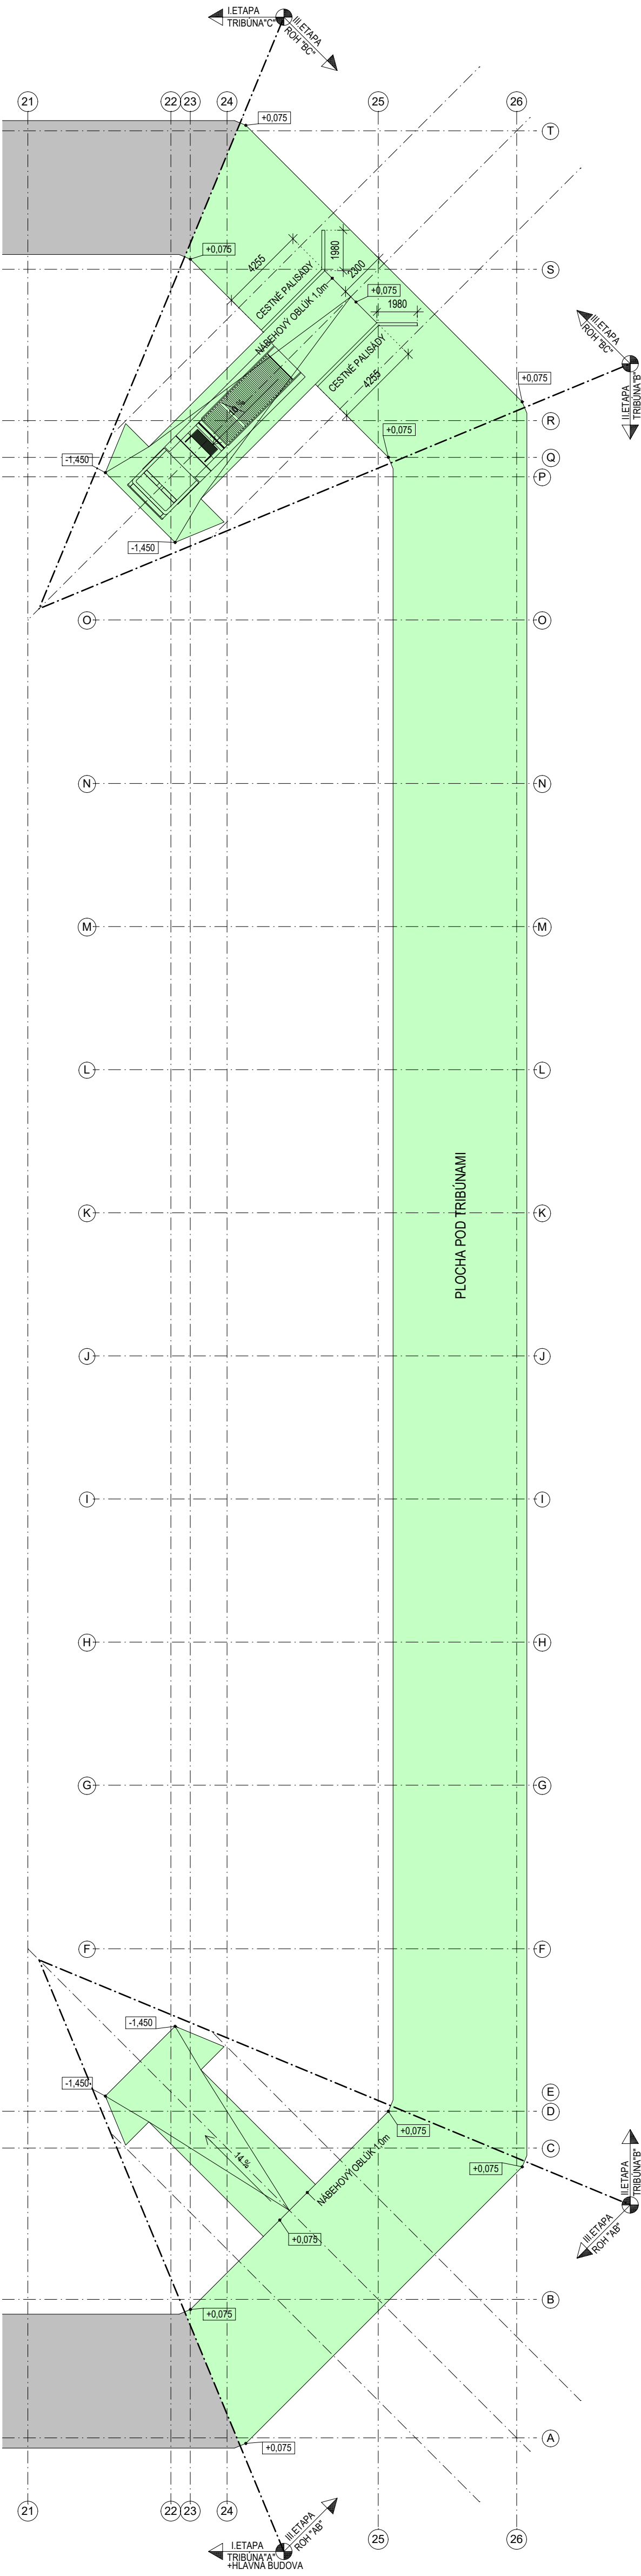 I.ETAPA
TRIBÚNA"C"
III.ETAPA
ROH "BC"
21
22
23
24
25
26
+0,075
T
+0,075
S
4255
1980
2300
CESTNÉ PALISÁDY
NÁBEHOVÝ OBLÚK 1,0m
+0,075
1980
CESTNÉ PALISÁDY
4255
10 %
III.ETAPA
ROH "BC"
II.ETAPA
TRIBÚNA"B"
+0,075
R
+0,075
Q
-1,450
P
-1,450
O
O
N
N
M
M
L
L
PLOCHA POD TRIBÚNAMI
K
K
J
J
I
I
H
H
G
G
F
F
-1,450
-1,450
E
D
+0,075
C
14 %
NÁBEHOVÝ OBLÚK 1,0m
+0,075
II.ETAPA
TRIBÚNA"B"
III.ETAPA
ROH "AB"
+0,075
B
+0,075
A
+0,075
21
22
23
24
25
26
III.ETAPA
ROH "AB"
I.ETAPA
TRIBÚNA"A"
+HLAVNÁ BUDOVA